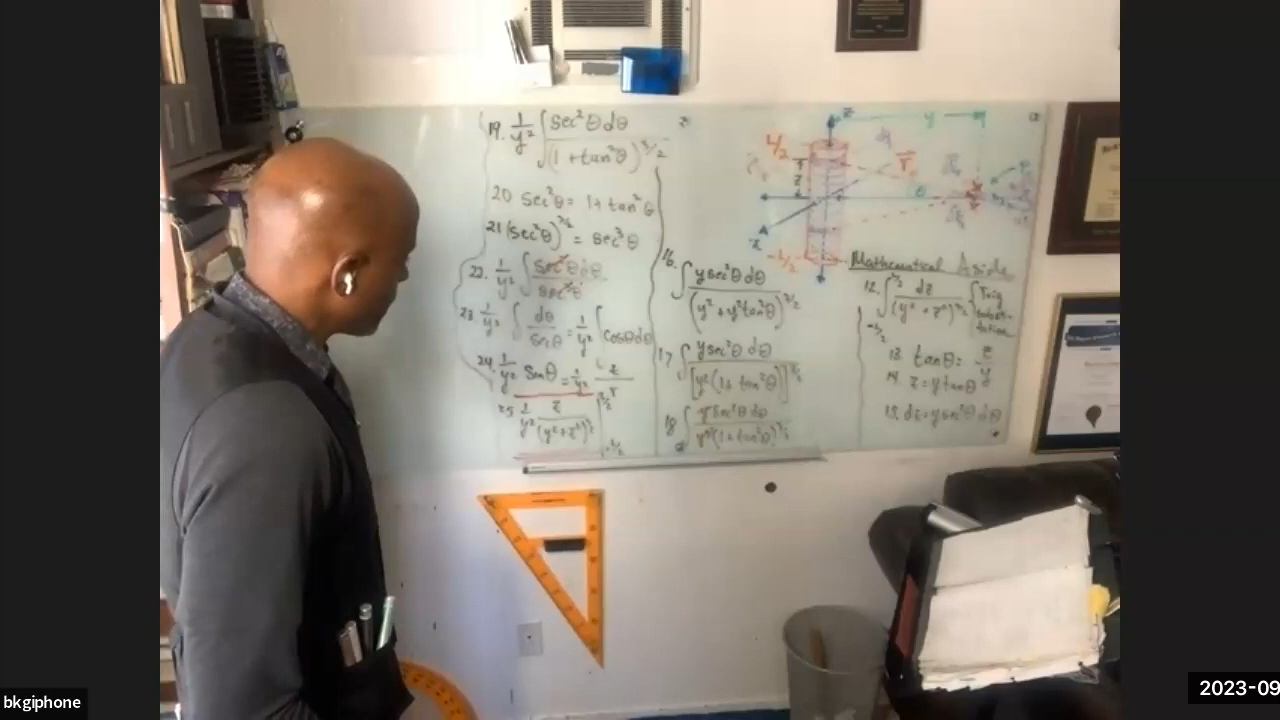 19. 1/y² ∫ sec²θ dθ / (1 + tan²θ)^3/2
20 sec²θ = 1 + tan²θ
21 (sec²θ)^3/2 = sec³θ
22. 1/y² ∫ sec²θ dθ / sec³θ
23. 1/y² ∫ dθ / secθ = 1/y² ∫ cosθ dθ
24. 1/y² Sinθ = 1/y² z / r
25 1/y² z / (y² + z²)^½ |
16. ∫ y sec²θ dθ / (y² + y² tan²θ)^3/2
17. ∫ y sec²θ dθ / [y²(1 + tan²θ)]^3/2
18 ∫ y sec²θ dθ / y³(1 + tan²θ)^3/2
z
y
L/2
r
z
θ
x
-L/2
Mathematical Aside
12. ∫ dz / (y² + z²)^3/2 { Trig
13. tanθ = z/y
14. z = y tanθ
15. dz = y sec²θ dθ
bkgiphone
2023-09